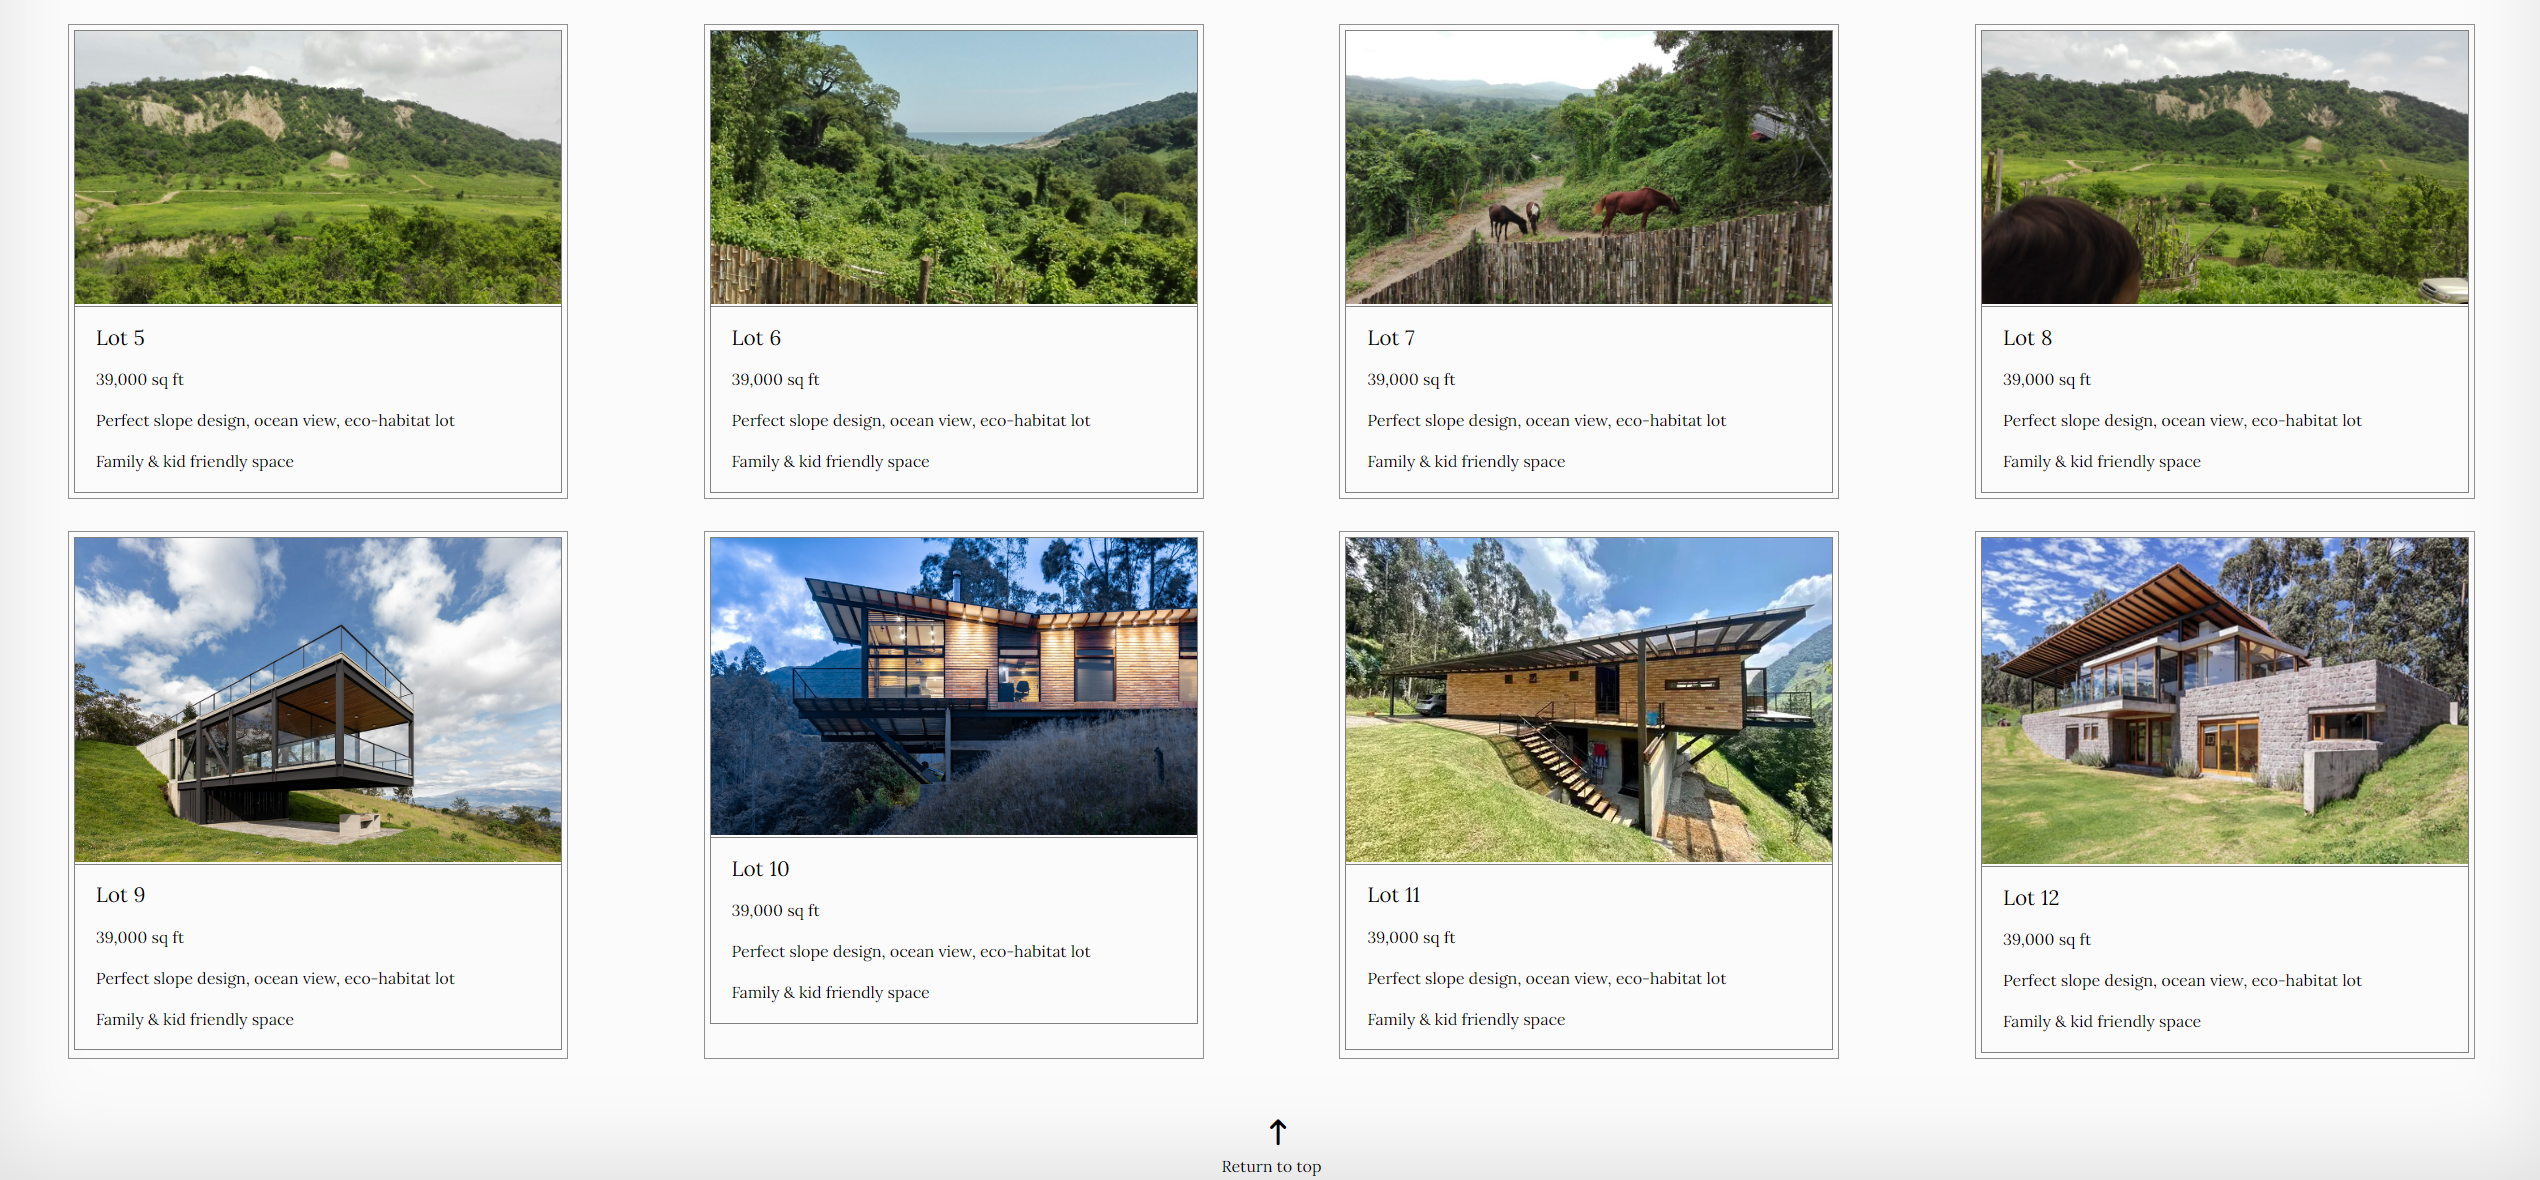 Lot 5
39,000 sq ft
Perfect slope design, ocean view, eco-habitat lot
Family & kid friendly space
Lot 6
39,000 sq ft
Perfect slope design, ocean view, eco-habitat lot
Family & kid friendly space
Lot 7
39,000 sq ft
Perfect slope design, ocean view, eco-habitat lot
Family & kid friendly space
Lot 8
39,000 sq ft
Perfect slope design, ocean view, eco-habitat lot
Family & kid friendly space
Lot 9
39,000 sq ft
Perfect slope design, ocean view, eco-habitat lot
Family & kid friendly space
Lot 10
39,000 sq ft
Perfect slope design, ocean view, eco-habitat lot
Family & kid friendly space
Lot 11
39,000 sq ft
Perfect slope design, ocean view, eco-habitat lot
Family & kid friendly space
Lot 12
39,000 sq ft
Perfect slope design, ocean view, eco-habitat lot
Family & kid friendly space
Return to top